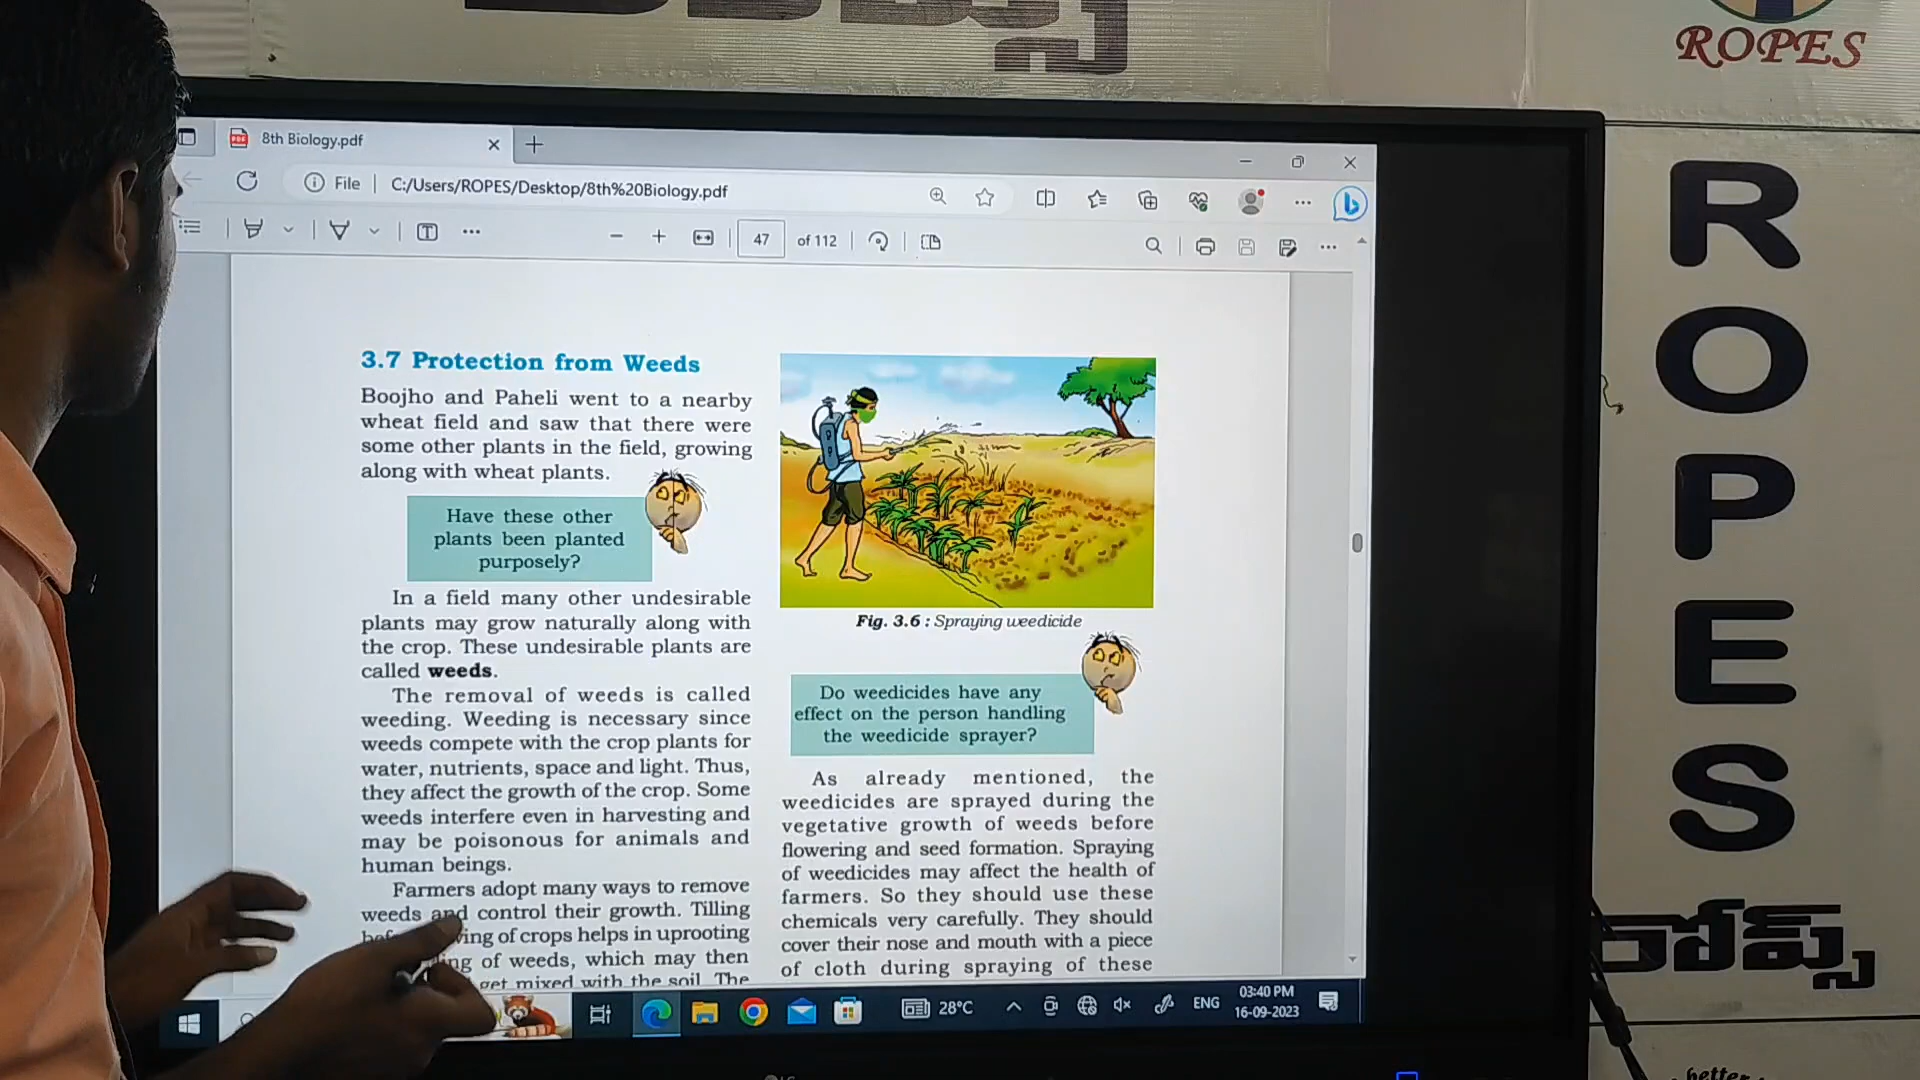 ROPES
8th Biology.pdf
File
C:/Users/ROPES/Desktop/8th%20Biology.pdf
47
of 112
3.7 Protection from Weeds
Boojho and Paheli went to a nearby
wheat field and saw that there were
some other plants in the field, growing
along with wheat plants.
Have these other
plants been planted
purposely?
In a field many other undesirable
plants may grow naturally along with
the crop. These undesirable plants are
called weeds.
The removal of weeds is called
weeding. Weeding is necessary since
weeds compete with the crop plants for
water, nutrients, space and light. Thus,
they affect the growth of the crop. Some
weeds interfere even in harvesting and
may be poisonous for animals and
human beings.
Farmers adopt many ways to remove
weeds and control their growth. Tilling
of crops helps in uprooting
of weeds, which may then
get mixed with the soil. The
Fig. 3.6 : Spraying weedicide
Do weedicides have any
effect on the person handling
the weedicide sprayer?
As already mentioned, the
weedicides are sprayed during the
vegetative growth of weeds before
flowering and seed formation. Spraying
of weedicides may affect the health of
farmers. So they should use these
chemicals very carefully. They should
cover their nose and mouth with a piece
of cloth during spraying of these
28°C
ENG
03:40 PM
16-09-2023
ROPES
రోప్స్
better